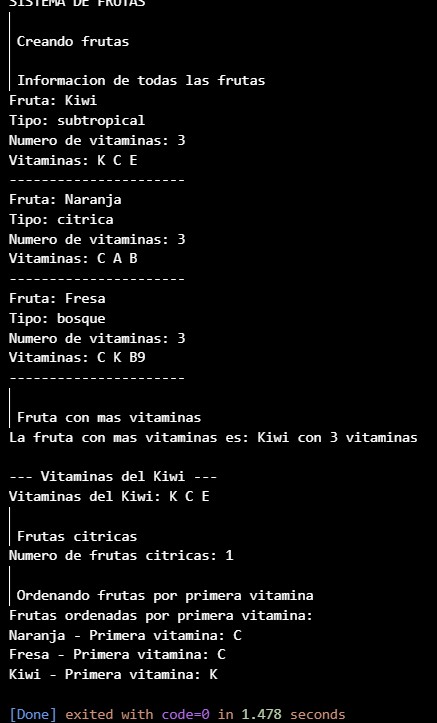 SISTEMA DE FRUTAS
Creando frutas
Informacion de todas las frutas
Fruta: Kiwi
Tipo: subtropical
Numero de vitaminas: 3
Vitaminas: K C E
----------------------
Fruta: Naranja
Tipo: citrica
Numero de vitaminas: 3
Vitaminas: C A B
----------------------
Fruta: Fresa
Tipo: bosque
Numero de vitaminas: 3
Vitaminas: C K B9
----------------------
Fruta con mas vitaminas
La fruta con mas vitaminas es: Kiwi con 3 vitaminas
--- Vitaminas del Kiwi ---
Vitaminas del Kiwi: K C E
Frutas citricas
Numero de frutas citricas: 1
Ordenando frutas por primera vitamina
Frutas ordenadas por primera vitamina:
Naranja - Primera vitamina: C
Fresa - Primera vitamina: C
Kiwi - Primera vitamina: K
[Done] exited with code=0 in 1.478 seconds